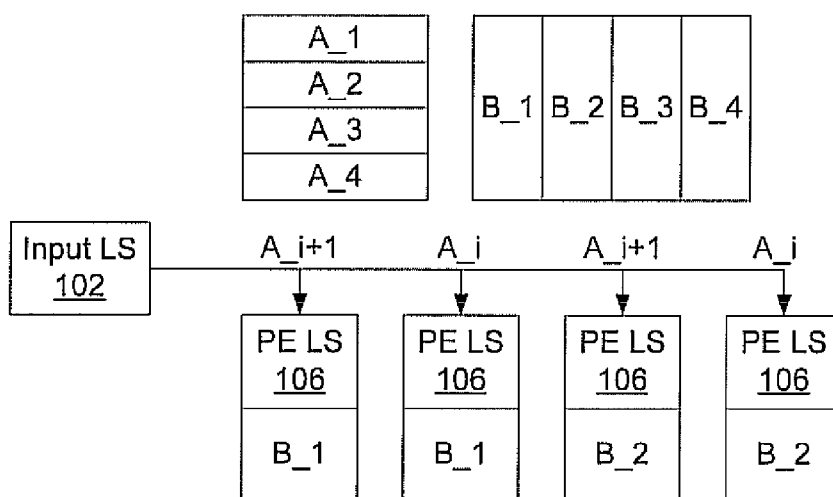 A_1
A_2
A_3
A_4
B_1 B_2 B_3 B_4
Input LS
102
A_i+1 A_i A_i+1 A_i
PE LS PE LS PE LS PE LS
106 106 106 106
B_1 B_1 B_2 B_2